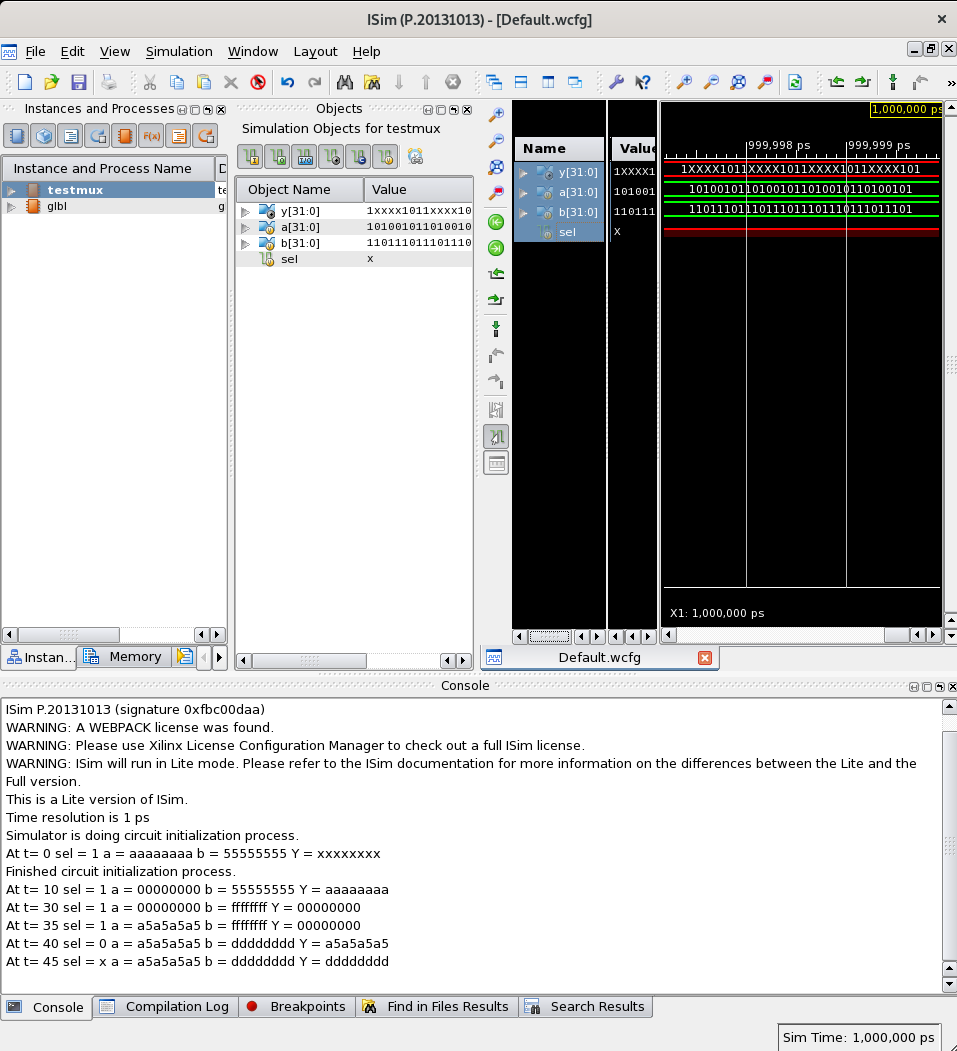 ISim (P.20131013) - [Default.wcfg]
File Edit View Simulation Window Layout Help
Instances and Processes
Instance and Process Name
testmux
glbl
Instan... Memory
Objects
Simulation Objects for testmux
Object Name Value
y[31:0] 1xxxx1011xxxx10
a[31:0] 101001011010010
b[31:0] 110111011101110
sel x
Name Value
y[31:0] 1XXXX1
a[31:0] 101001
b[31:0] 110111
sel X
1,000,000 ps
999,998 ps 999,999 ps
1XXXX1011XXXX1011XXXX1011XXXX101
10100101101001011010010110100101
11011101110111011101110111011101
X1: 1,000,000 ps
Default.wcfg
Console
ISim P.20131013 (signature 0xfbc00daa)
WARNING: A WEBPACK license was found.
WARNING: Please use Xilinx License Configuration Manager to check out a full ISim license.
WARNING: ISim will run in Lite mode. Please refer to the ISim documentation for more information on the differences between the Lite and the
Full version.
This is a Lite version of ISim.
Time resolution is 1 ps
Simulator is doing circuit initialization process.
At t= 0 sel = 1 a = aaaaaaaa b = 55555555 Y = xxxxxxxx
Finished circuit initialization process.
At t= 10 sel = 1 a = 00000000 b = 55555555 Y = aaaaaaaa
At t= 30 sel = 1 a = 00000000 b = ffffffff Y = 00000000
At t= 35 sel = 1 a = a5a5a5a5 b = ffffffff Y = 00000000
At t= 40 sel = 0 a = a5a5a5a5 b = dddddddd Y = a5a5a5a5
At t= 45 sel = x a = a5a5a5a5 b = dddddddd Y = dddddddd
Console Compilation Log Breakpoints Find in Files Results Search Results
Sim Time: 1,000,000 ps